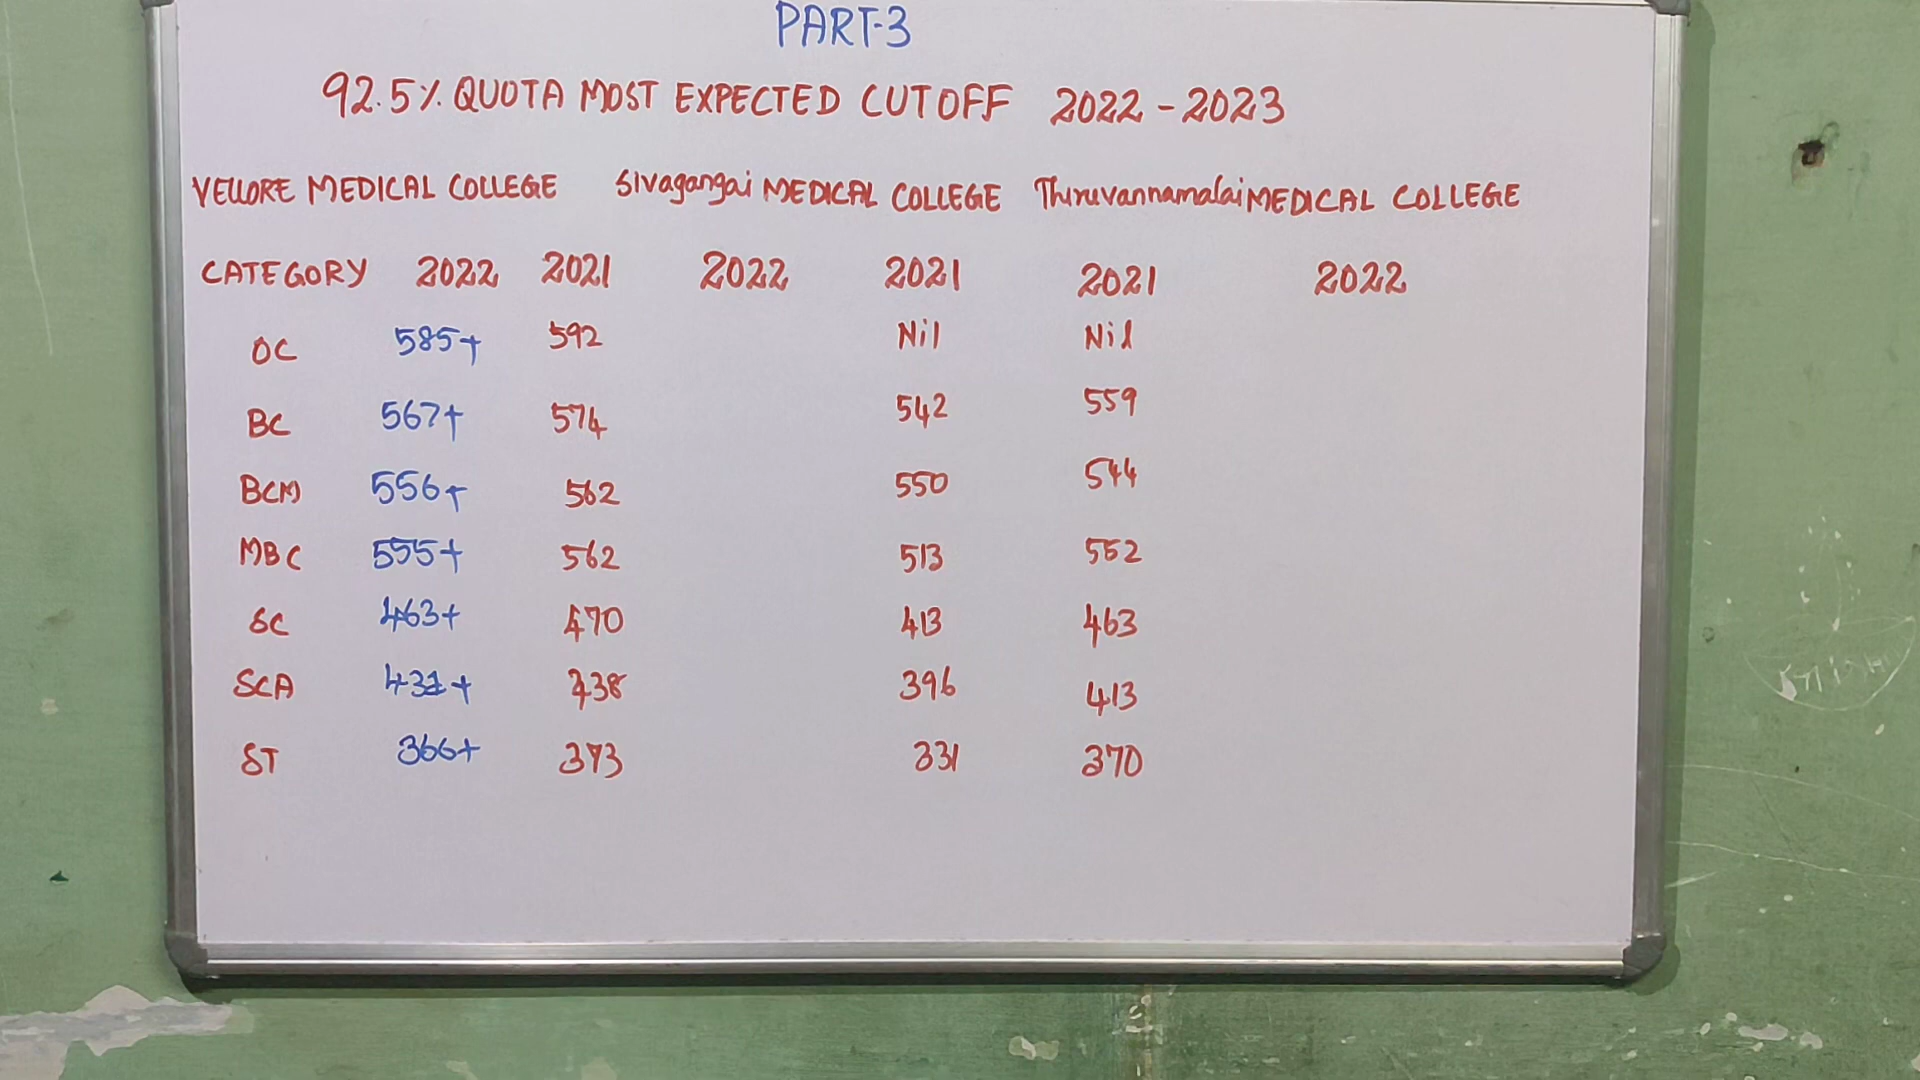 PART-3
92.5% QUOTA MOST EXPECTED CUTOFF 2022-2023
VELLORE MEDICAL COLLEGE Sivagangai MEDICAL COLLEGE Thiruvannamalai MEDICAL COLLEGE
CATEGORY 2022 2021 2022 2021 2021 2022
OC 585+ 592 Nil Nil
BC 567+ 574 542 559
BCM 556+ 562 550 544
MBC 555+ 562 513 552
SC 463+ 470 413 463
SCA 431+ 438 396 413
ST 366+ 373 331 370